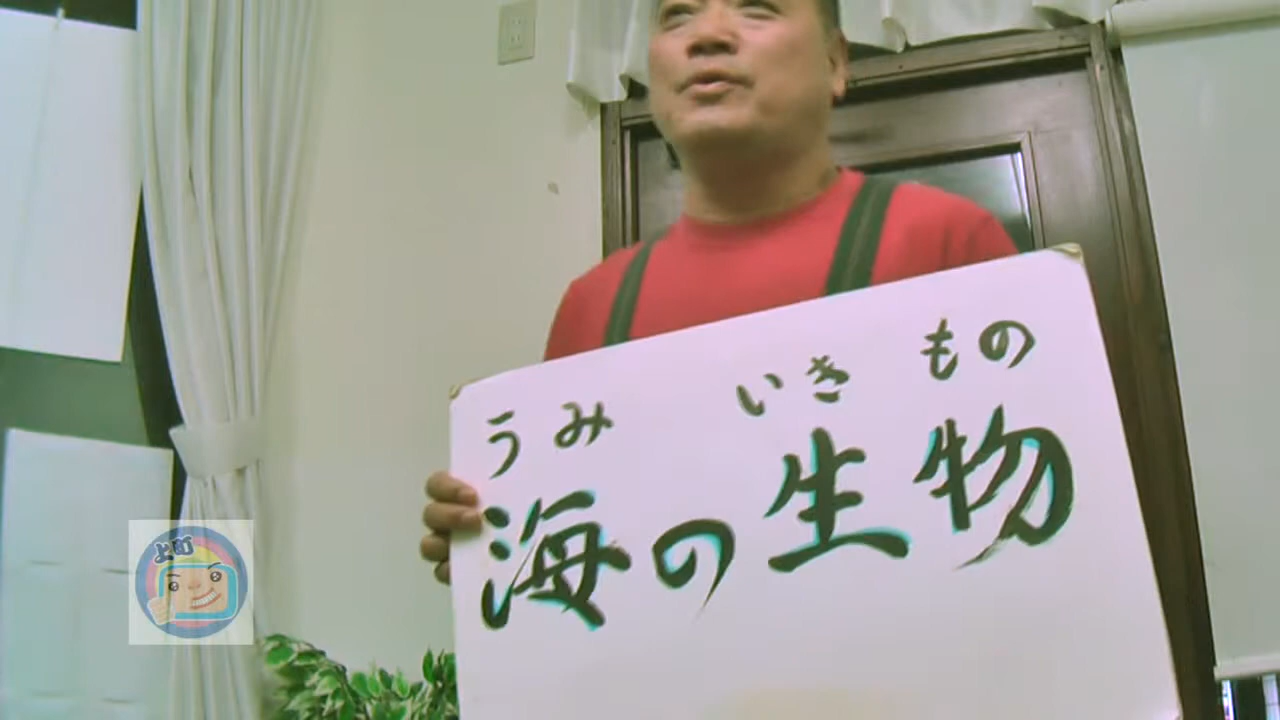 うみ いき もの
海の生物